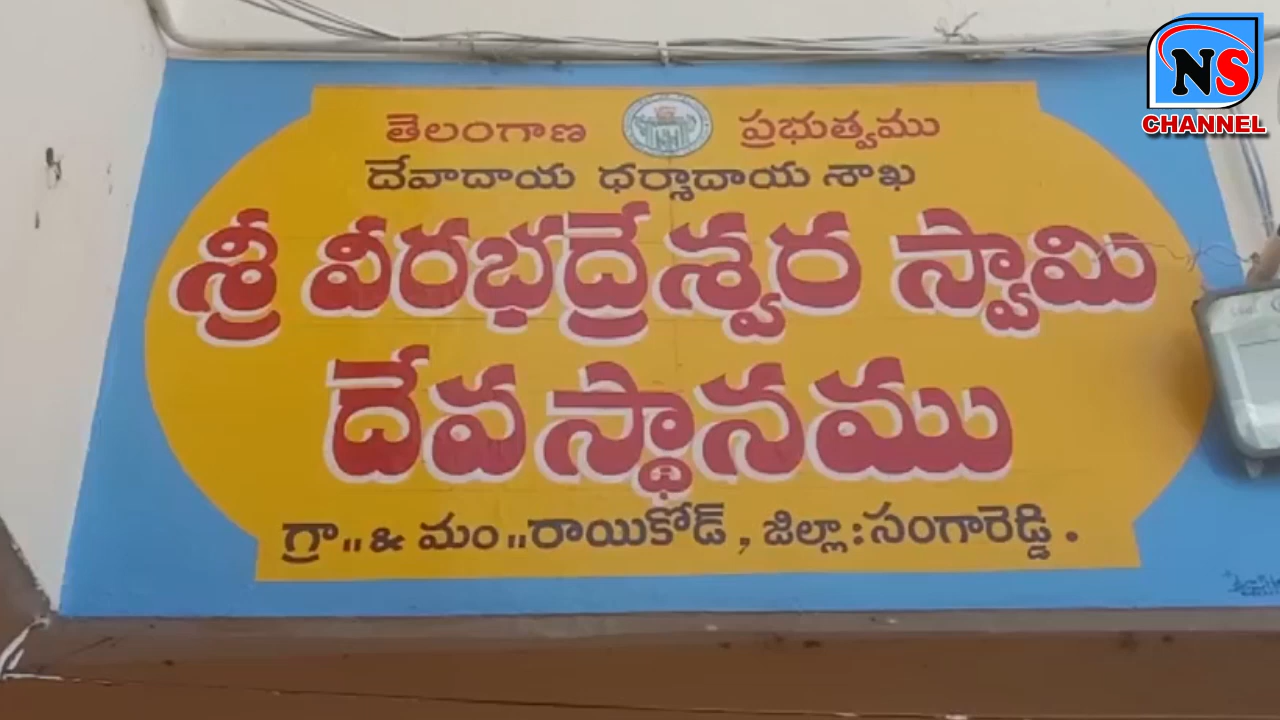 NS
CHANNEL
తెలంగాణ ప్రభుత్వము
దేవాదాయ ధర్మాదాయ శాఖ
శ్రీ వీరభద్రేశ్వర స్వామి
దేవస్థానము
గ్రా,, & మం,, రాయికోడ్ , జిల్లా : సంగారెడ్డి .